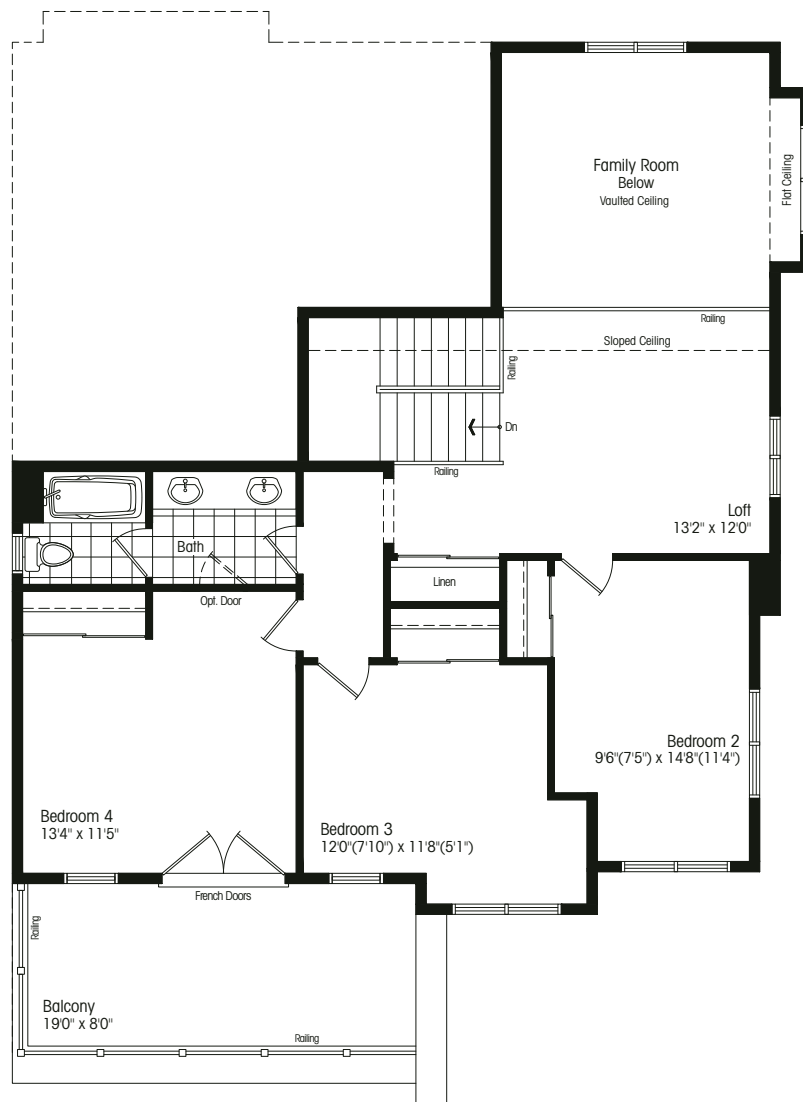 Family Room
Below
Vaulted Ceiling
Flat Ceiling
Railing
Sloped Ceiling
Railing
Dn
Railing
Loft
13'2" x 12'0"
Bath
Linen
Opt. Door
Bedroom 2
9'6"(7'5") x 14'8"(11'4")
Bedroom 4
13'4" x 11'5"
Bedroom 3
12'0"(7'10") x 11'8"(5'1")
French Doors
Railing
Balcony
19'0" x 8'0"
Railing